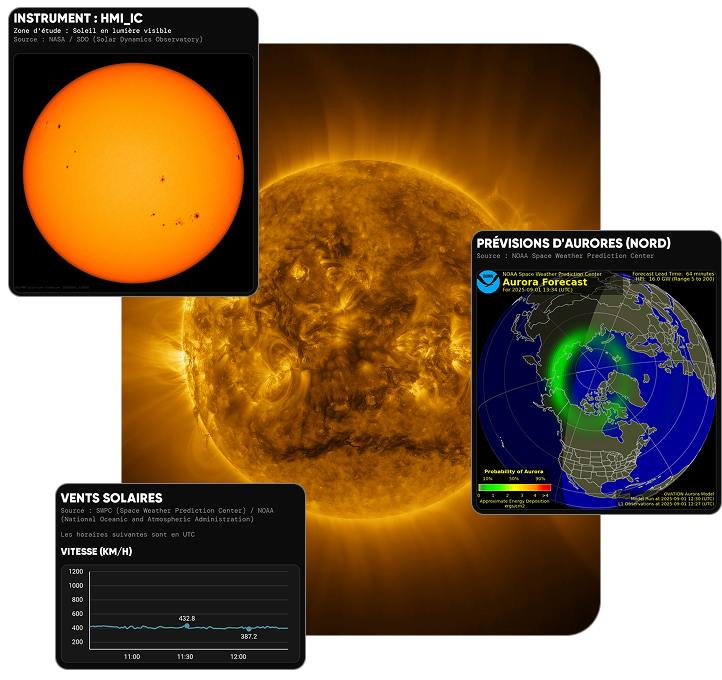 INSTRUMENT : HMI_IC
Zone d'étude : Soleil en lumière visible
Source : NASA / SDO (Solar Dynamics Observatory)
PRÉVISIONS D'AURORES (NORD)
Source : NOAA Space Weather Prediction Center
NOAA Space Weather Prediction Center
Aurora Forecast
For 2025-09-01 13:34 (UTC)
Forecast Lead Time: 64 minutes
HPI: 16.0 GW (Range 5 to 200)
Probability of Aurora
10% 50% 90%
0 1 2 3 4 >4
Approximate Energy Deposition
ergs/cm2
OVATION Aurora Model
Model Run at 2025-09-01 12:30 (UTC)
L1 Observations at 2025-09-01 12:27 (UTC)
VENTS SOLAIRES
Source : SWPC (Space Weather Prediction Center) / NOAA
(National Oceanic and Atmospheric Administration)
Les horaires suivantes sont en UTC
VITESSE (KM/H)
1200
1000
800
600
400
200
432.8
387.2
11:00 11:30 12:00